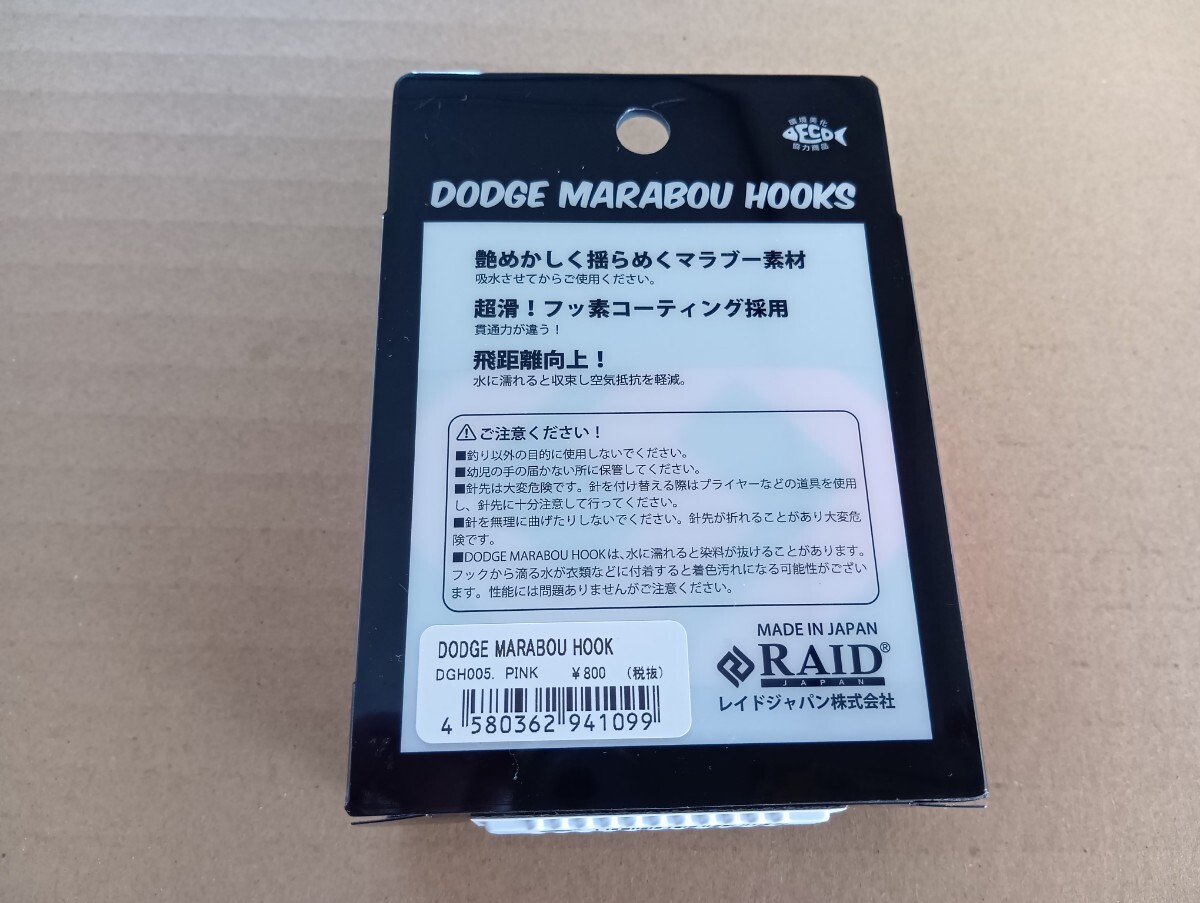 環境美化
ECO
協力商品
DODGE MARABOU HOOKS
艶めかしく揺らめくマラブー素材
吸水させてからご使用ください。
超滑！フッ素コーティング採用
貫通力が違う！
飛距離向上！
水に濡れると収束し空気抵抗を軽減。
ご注意ください！
■釣り以外の目的に使用しないでください。
■幼児の手の届かない所に保管してください。
■針先は大変危険です。針を付け替える際はプライヤーなどの道具を使用
し、針先に十分注意して行ってください。
■針を無理に曲げたりしないでください。針先が折れることがあり大変危
険です。
■DODGE MARABOU HOOKは、水に濡れると染料が抜けることがあります。
フックから滴る水が衣類などに付着すると着色汚れになる可能性がござい
ます。性能には問題ありませんがご注意ください。
DODGE MARABOU HOOK
DGH005. PINK ¥800 (税抜)
4 580362 941099
MADE IN JAPAN
RAID®
JAPAN
レイドジャパン株式会社